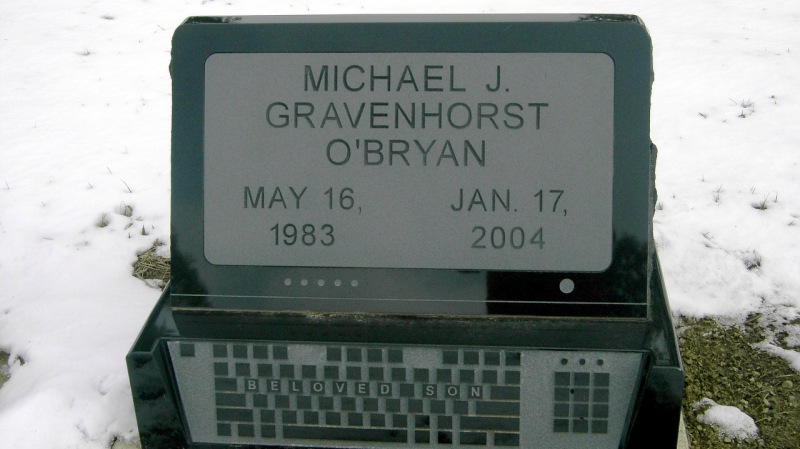 MICHAEL J.
GRAVENHORST
O'BRYAN
MAY 16, JAN. 17,
1983 2004
BELOVED SON